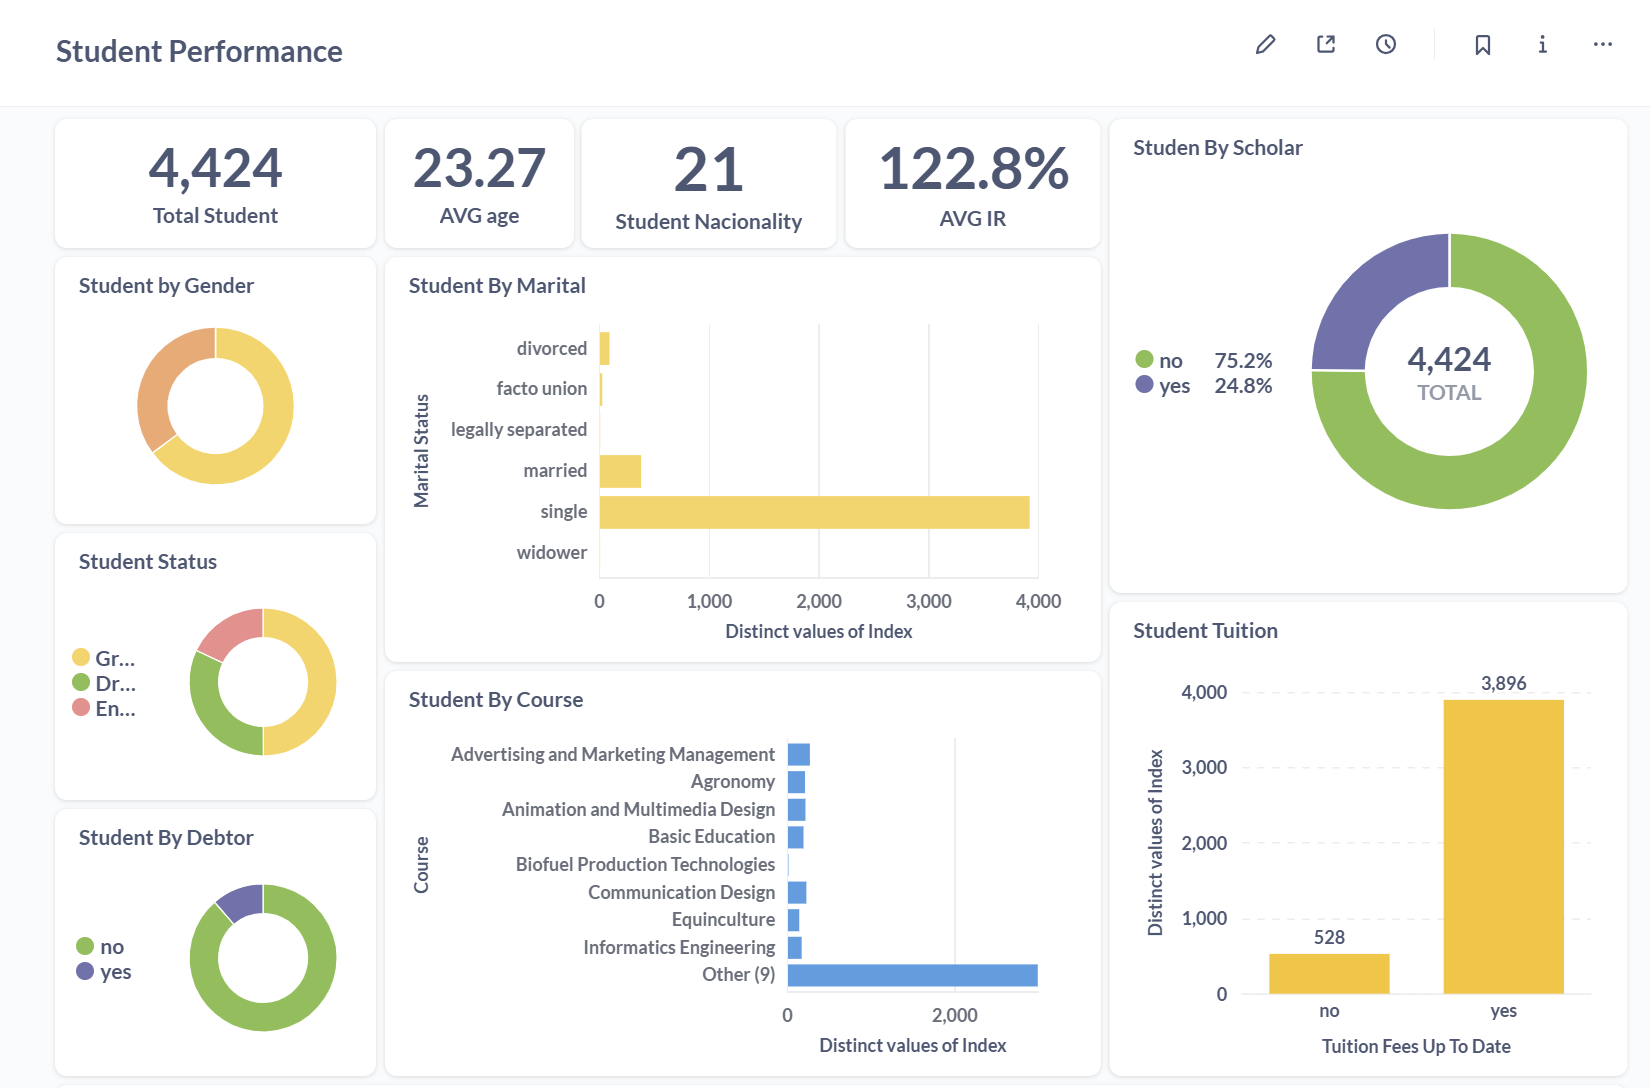 Student Performance
4,424
Total Student
23.27
AVG age
21
Student Nacionality
122.8%
AVG IR
Studen By Scholar
no 75.2%
yes 24.8%
4,424
TOTAL
Student by Gender
Student By Marital
Marital Status
divorced
facto union
legally separated
married
single
widower
0 1,000 2,000 3,000 4,000
Distinct values of Index
Student Status
Gr...
Dr...
En...
Student Tuition
Distinct values of Index
4,000
3,000
2,000
1,000
0
528
3,896
no yes
Tuition Fees Up To Date
Student By Course
Course
Advertising and Marketing Management
Agronomy
Animation and Multimedia Design
Basic Education
Biofuel Production Technologies
Communication Design
Equinculture
Informatics Engineering
Other (9)
0 2,000
Distinct values of Index
Student By Debtor
no
yes